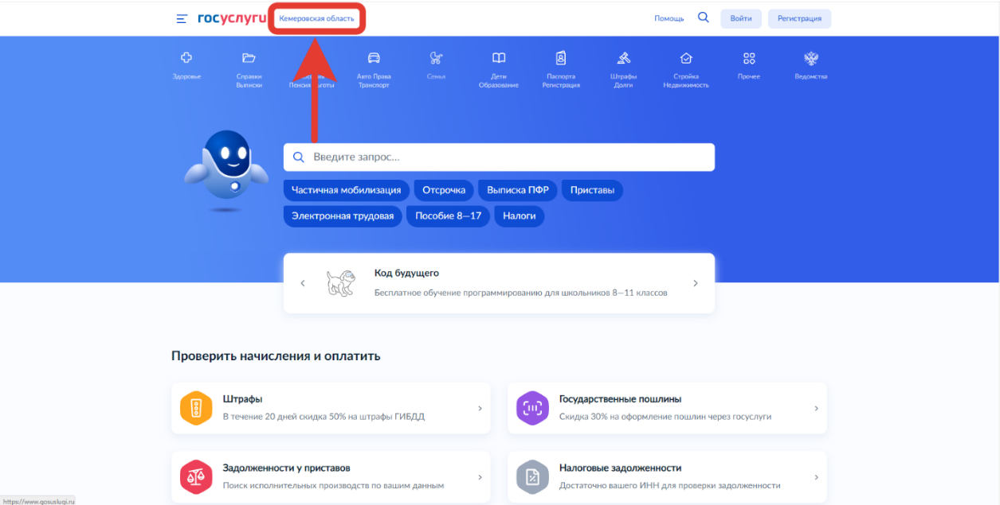 госуслуги Кемеровская область Помощь Войти Регистрация
Здоровье Справки Авто Права Семья Дети Паспорта Штрафы Стройка Прочее Ведомства
Выписки Транспорт Образование Регистрация Долги Недвижимость
Введите запрос...
Частичная мобилизация Отсрочка Выписка ПФР Приставы
Электронная трудовая Пособие 8—17 Налоги
Код будущего
Бесплатное обучение программированию для школьников 8—11 классов
Проверить начисления и оплатить
Штрафы
В течение 20 дней скидка 50% на штрафы ГИБДД
Государственные пошлины
Скидка 30% на оформление пошлин через госуслуги
Задолженности у приставов
Поиск исполнительных производств по вашим данным
Налоговые задолженности
Достаточно вашего ИНН для проверки задолженности
https://www.gosuslugi.ru